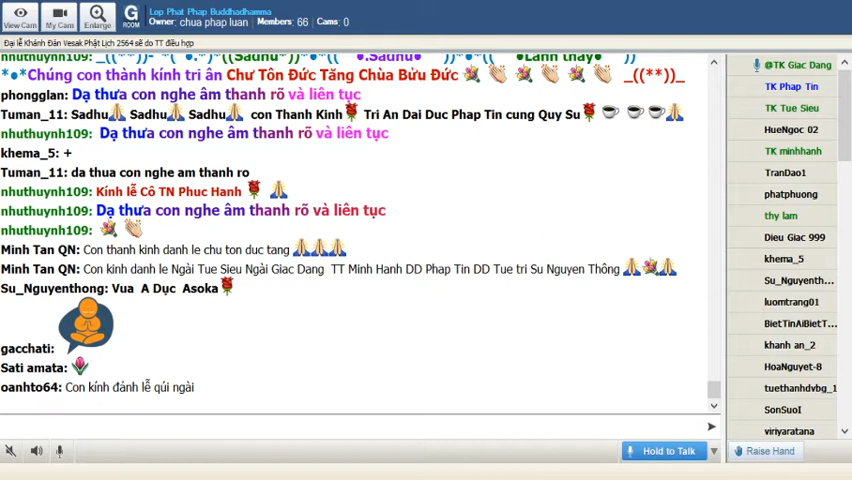 Lop Phat Phap Buddhadhamma
Owner: chua phap luan Members: 66 Cams: 0
View Cam My Cam Enlarge G ROOM
Đại lễ Khánh Đản Vesak Phật Lịch 2564 sẽ do TT điều hợp
nhuthuynh109: _((**))- *(●.*)●*((Sadhu*)●*●(( ●.Sadhu● ))●*●(( ●Lành thay● ))
*●*Chúng con thành kính tri ân Chư Tôn Đức Tăng Chùa Bửu Đức _((**))_
phongglan: Dạ thưa con nghe âm thanh rõ và liên tục
Tuman_11: Sadhu Sadhu Sadhu con Thanh Kinh Tri An Dai Duc Phap Tin cung Quy Su
nhuthuynh109: Dạ thưa con nghe âm thanh rõ và liên tục
khema_5: +
Tuman_11: da thua con nghe am thanh ro
nhuthuynh109: Kính lễ Cô TN Phuc Hanh
nhuthuynh109: Dạ thưa con nghe âm thanh rõ và liên tục
nhuthuynh109:
Minh Tan QN: Con thanh kinh danh le chu ton duc tang
Minh Tan QN: Con kinh danh le Ngài Tue Sieu Ngài Giac Dang TT Minh Hanh DD Phap Tin DD Tue tri Su Nguyen Thông
Su_Nguyenthong: Vua A Dục Asoka
gacchati:
Sati amata:
oanhto64: Con kính đảnh lễ qúi ngài
@TK Giac Dang
TK Phap Tin
TK Tue Sieu
HueNgoc 02
TK minhhanh
TranDao1
phatphuong
thy lam
Dieu Giac 999
khema_5
Su_Nguyenth...
luomtrang01
BietTinAiBietT...
khanh an_2
HoaNguyet-8
tuethanhdvbg_1
SonSuoI
viriyaratana
Hold to Talk
Raise Hand